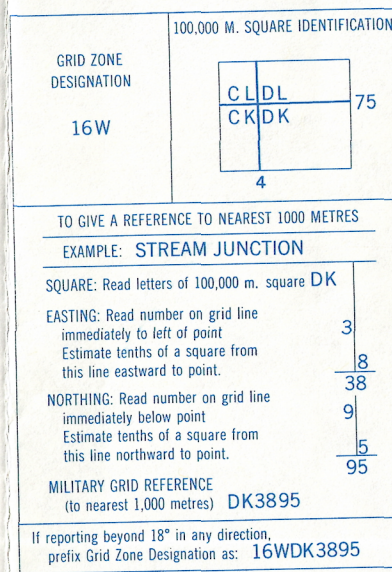 100,000 M. SQUARE IDENTIFICATION
GRID ZONE
DESIGNATION
16W
CL DL
CK DK
75
4
TO GIVE A REFERENCE TO NEAREST 1000 METRES
EXAMPLE: STREAM JUNCTION
SQUARE: Read letters of 100,000 m. square DK
EASTING: Read number on grid line
immediately to left of point
3
Estimate tenths of a square from
this line eastward to point.
8
38
NORTHING: Read number on grid line
immediately below point
9
Estimate tenths of a square from
this line northward to point.
5
95
MILITARY GRID REFERENCE
(to nearest 1,000 metres) DK3895
If reporting beyond 18° in any direction,
prefix Grid Zone Designation as: 16WDK3895